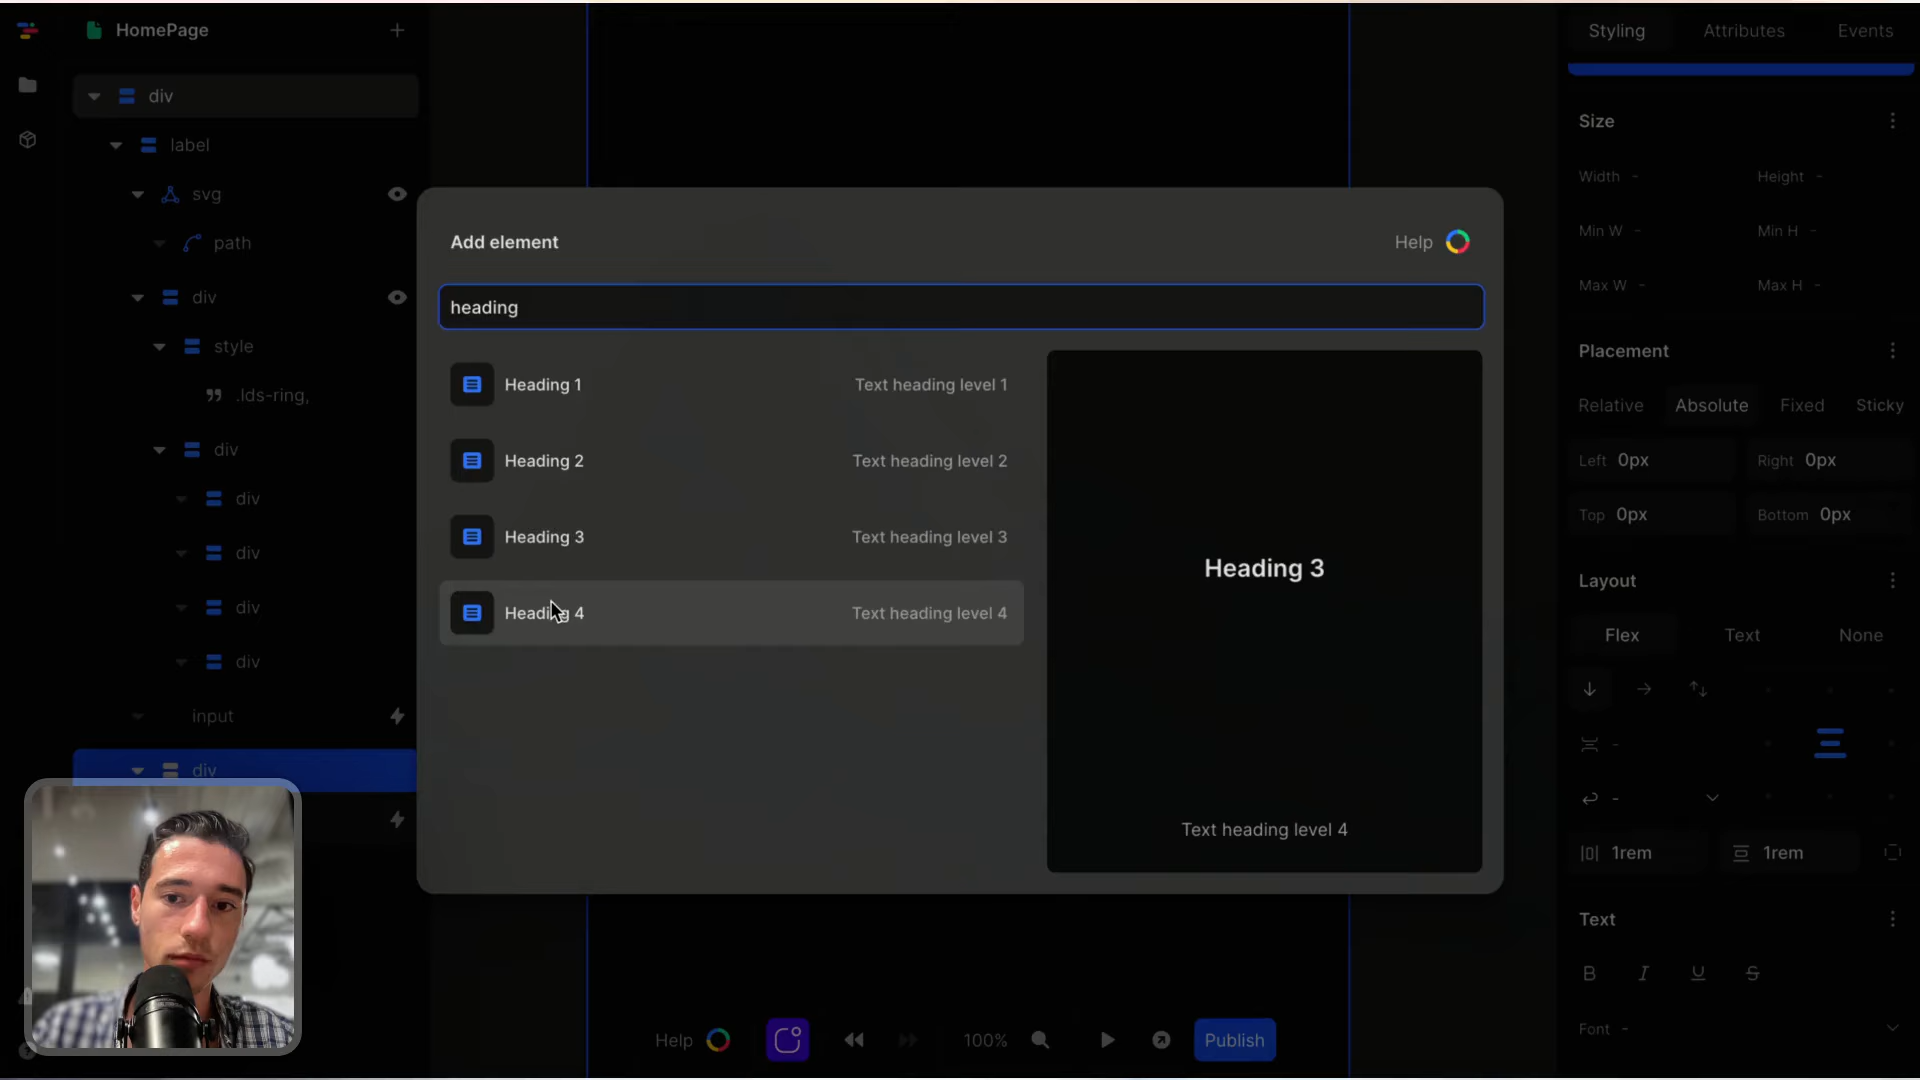 HomePage
div
label
svg
path
div
style
.lds-ring,
div
div
div
div
div
input
div
Add element
Help
heading
Heading 1 Text heading level 1
Heading 2 Text heading level 2
Heading 3 Text heading level 3
Heading 4 Text heading level 4
Heading 3
Text heading level 4
Help
100%
Publish
Styling Attributes Events
Size
Width - Height -
Min W - Min H -
Max W - Max H -
Placement
Relative Absolute Fixed Sticky
Left 0px Right 0px
Top 0px Bottom 0px
Layout
Flex Text None
-
-
1rem 1rem
Text
B I U S
Font -